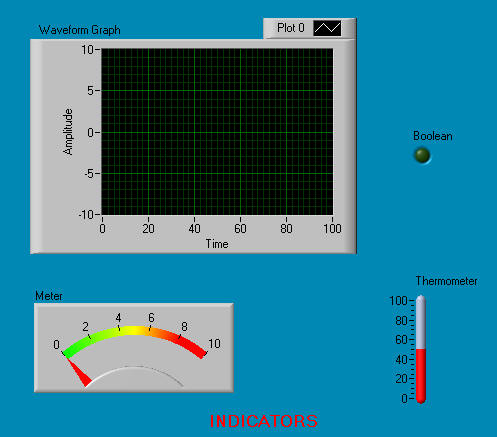 Waveform Graph
Plot 0
10
5
0
-5
-10
Amplitude
0 20 40 60 80 100
Time
Boolean
Meter
0 2 4 6 8 10
Thermometer
100
80
60
40
20
0
INDICATORS